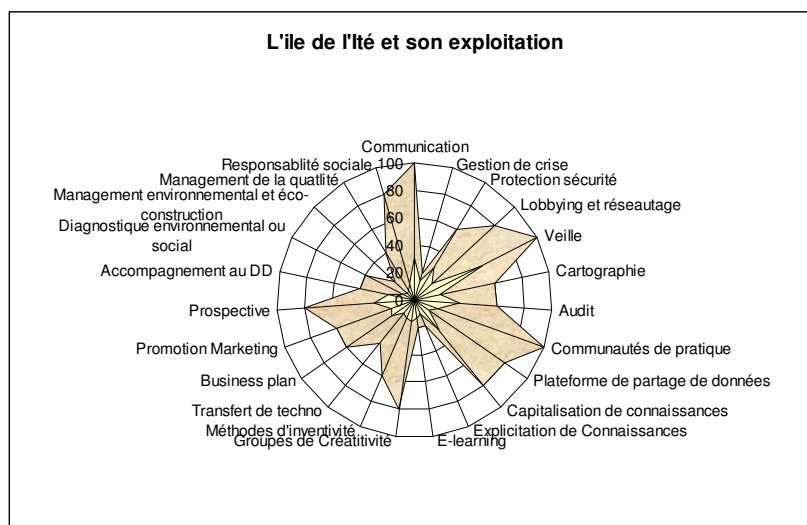 L'ile de l'Ité et son exploitation
Communication
Gestion de crise
Protection sécurité
Lobbying et réseautage
Veille
Cartographie
Audit
Communautés de pratique
Plateforme de partage de données
Capitalisation de connaissances
Explicitation de Connaissances
E-learning
Groupes de Créatitivité
Méthodes d'inventivité
Transfert de techno
Business plan
Promotion Marketing
Prospective
Accompagnement au DD
Diagnostique environnemental ou
social
Management environnemental et éco-
construction
Management de la quatlité
Responsablité sociale
100
80
60
40
20
0